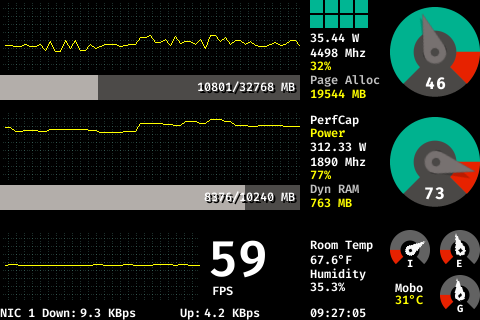 35.44 W
4498 Mhz
32%
10801/32768 MB
Page Alloc
19544 MB
46
PerfCap
Power
312.33 W
1890 Mhz
77%
8376/10240 MB
Dyn RAM
763 MB
73
59
FPS
Room Temp
67.6°F
Humidity
35.3%
I
E
Mobo
31°C
G
NIC 1 Down: 9.3 KBps Up: 4.2 KBps 09:27:05